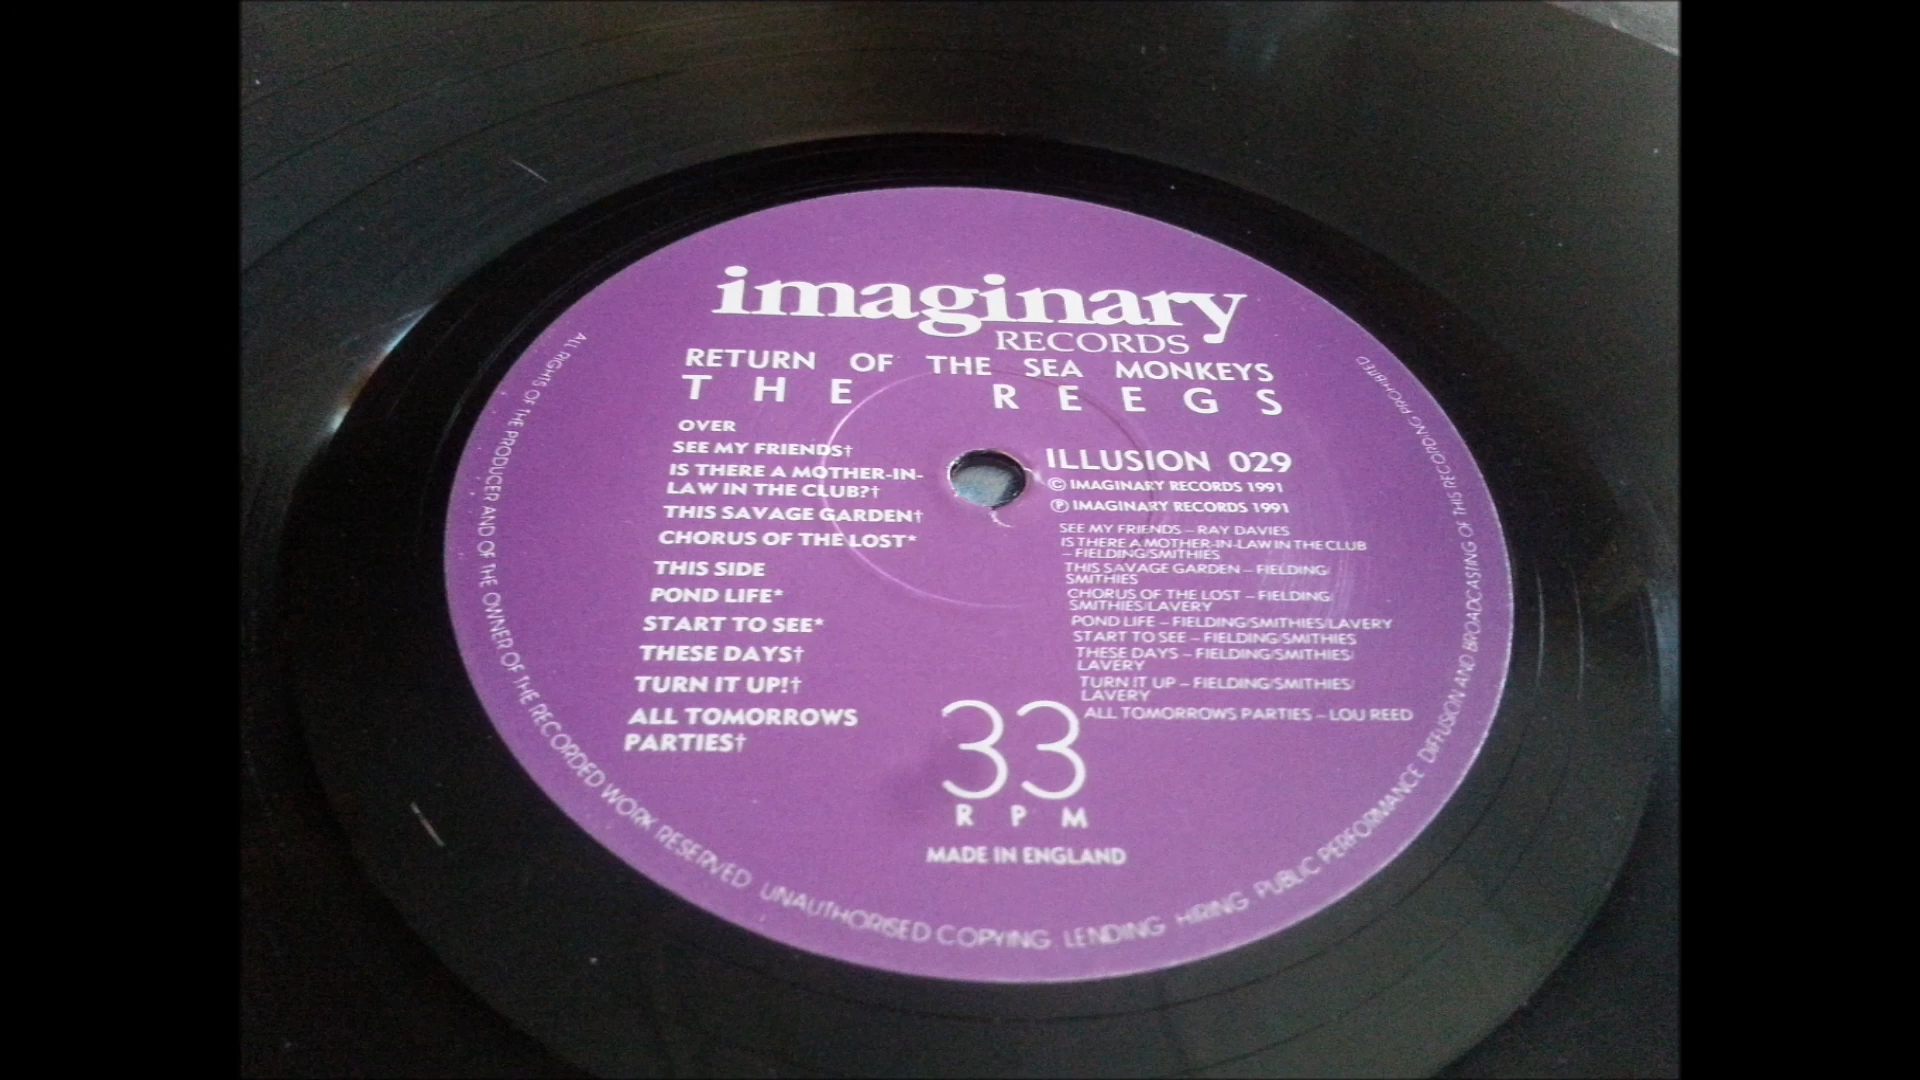 imaginary
RECORDS
RETURN OF THE SEA MONKEYS
THE REEGS
OVER
SEE MY FRIENDS†
IS THERE A MOTHER-IN-
LAW IN THE CLUB?†
THIS SAVAGE GARDEN†
CHORUS OF THE LOST*
THIS SIDE
POND LIFE*
START TO SEE*
THESE DAYS†
TURN IT UP!†
ALL TOMORROWS
PARTIES†
ILLUSION 029
© IMAGINARY RECORDS 1991
℗ IMAGINARY RECORDS 1991
SEE MY FRIENDS – RAY DAVIES
IS THERE A MOTHER-IN-LAW IN THE CLUB
– FIELDING/SMITHIES
THIS SAVAGE GARDEN – FIELDING/
SMITHIES
CHORUS OF THE LOST – FIELDING/
SMITHIES/LAVERY
POND LIFE – FIELDING/SMITHIES/LAVERY
START TO SEE – FIELDING/SMITHIES
THESE DAYS – FIELDING/SMITHIES/
LAVERY
TURN IT UP – FIELDING/SMITHIES/
LAVERY
ALL TOMORROWS PARTIES – LOU REED
33
RPM
MADE IN ENGLAND
ALL RIGHTS OF THE PRODUCER AND OF THE OWNER OF THE RECORDED WORK RESERVED UNAUTHORISED COPYING LENDING HIRING PUBLIC PERFORMANCE DIFFUSION AND BROADCASTING OF THIS RECORDING PROHIBITED